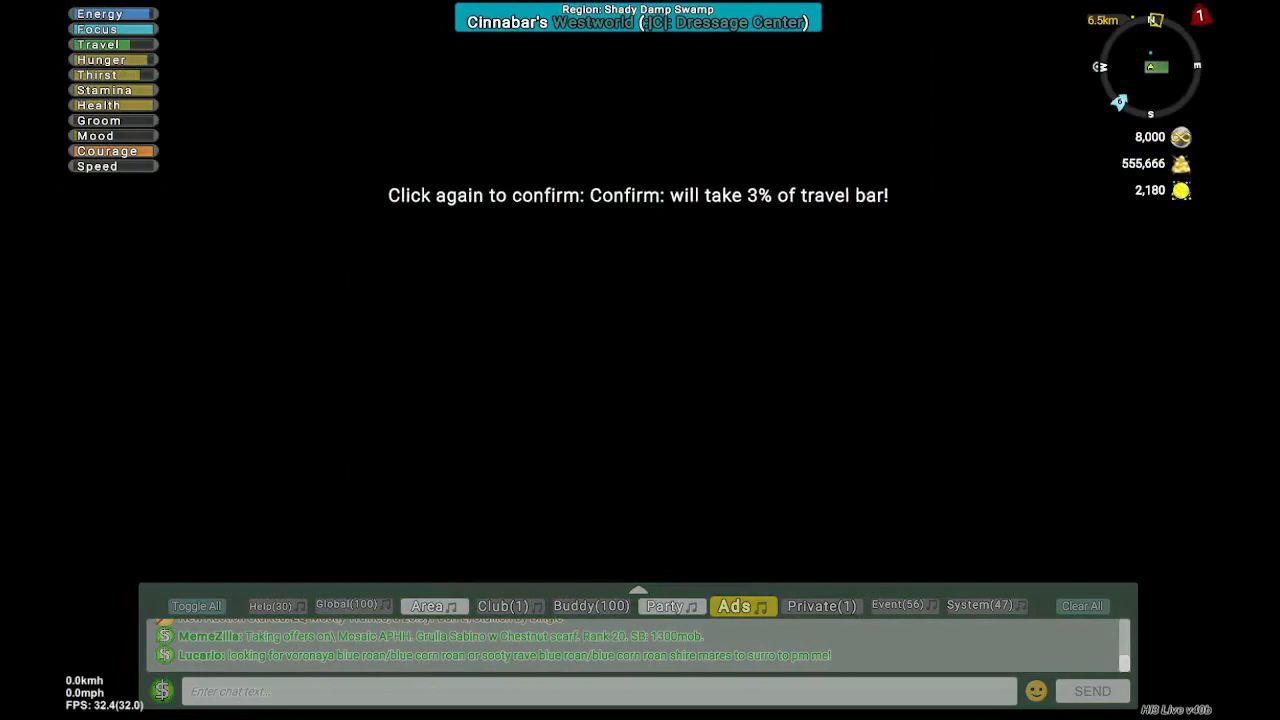 Energy
Focus
Travel
Hunger
Thirst
Stamina
Health
Groom
Mood
Courage
Speed
Region: Shady Damp Swamp
Cinnabar's Westworld (:|C|: Dressage Center)
6.5km
N
1
W
E
6
S
8,000
555,666
2,180
Click again to confirm: Confirm: will take 3% of travel bar!
Toggle All
Help(30)
Global(100)
Area
Club(1)
Buddy(100)
Party
Ads
Private(1)
Event(56)
System(47)
Clear All
MemeZilla: Taking offers on\ Mosaic APHH. Grulla Sabino w Chestnut scarf. Rank:20. SB: 1300mob.
Lucario: looking for voronaya blue roan/blue corn roan or sooty rave blue roan/blue corn roan shire mares to surro to pm me!
Enter chat text...
SEND
0.0kmh
0.0mph
FPS: 32.4(32.0)
HI3 Live v40b